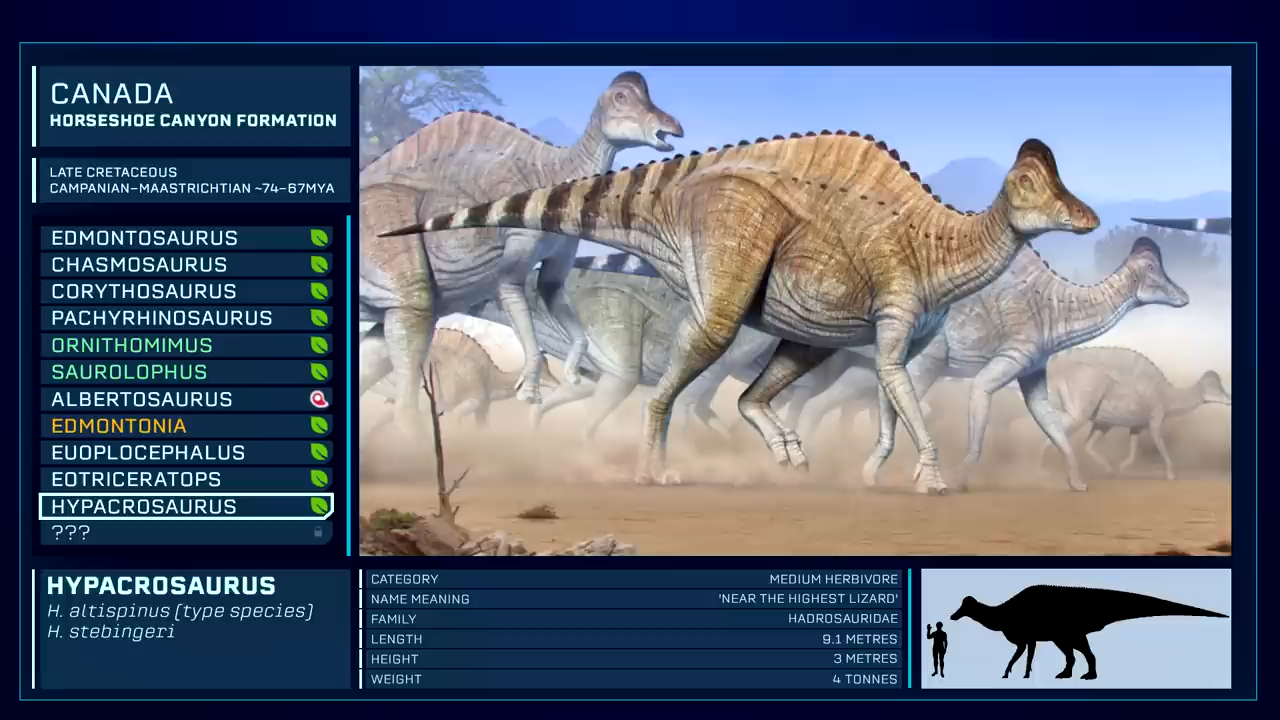 CANADA
HORSESHOE CANYON FORMATION
LATE CRETACEOUS
CAMPANIAN–MAASTRICHTIAN ~74–67MYA
EDMONTOSAURUS
CHASMOSAURUS
CORYTHOSAURUS
PACHYRHINOSAURUS
ORNITHOMIMUS
SAUROLOPHUS
ALBERTOSAURUS
EDMONTONIA
EUOPLOCEPHALUS
EOTRICERATOPS
HYPACROSAURUS
???
HYPACROSAURUS
H. altispinus (type species)
H. stebingeri
CATEGORY MEDIUM HERBIVORE
NAME MEANING 'NEAR THE HIGHEST LIZARD'
FAMILY HADROSAURIDAE
LENGTH 9.1 METRES
HEIGHT 3 METRES
WEIGHT 4 TONNES